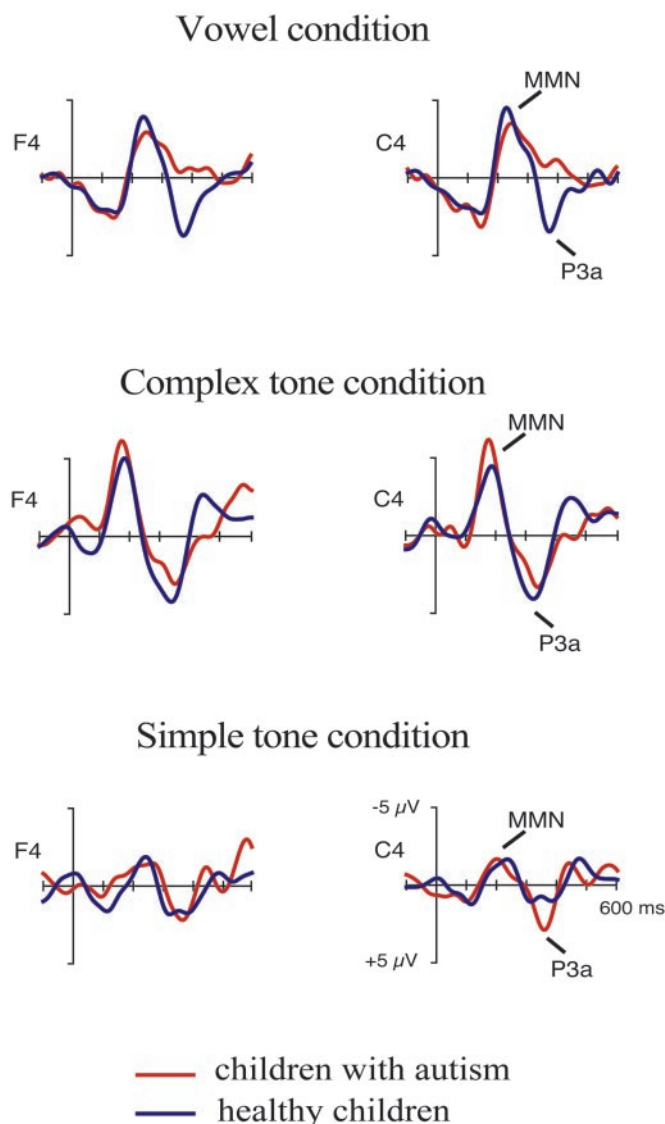 Vowel condition
MMN
F4
C4
P3a
Complex tone condition
MMN
F4
C4
P3a
Simple tone condition
-5 µV
MMN
F4
C4
600 ms
+5 µV
P3a
children with autism
healthy children